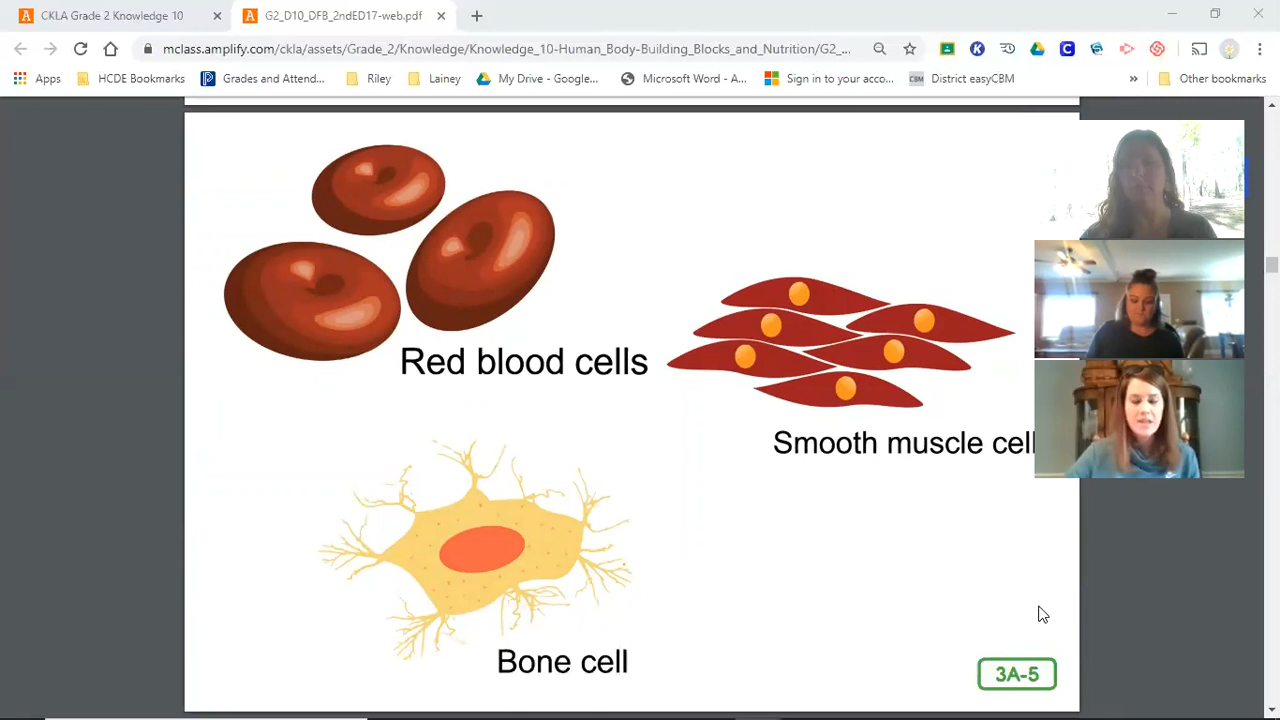 CKLA Grade 2 Knowledge 10
G2_D10_DFB_2ndED17-web.pdf
mclass.amplify.com/ckla/assets/Grade_2/Knowledge/Knowledge_10-Human_Body-Building_Blocks_and_Nutrition/G2_...
Apps
HCDE Bookmarks
Grades and Attend...
Riley
Lainey
My Drive - Google...
Microsoft Word - A...
Sign in to your acco...
CBM
District easyCBM
»
Other bookmarks
Red blood cells
Smooth muscle cell
Bone cell
3A-5